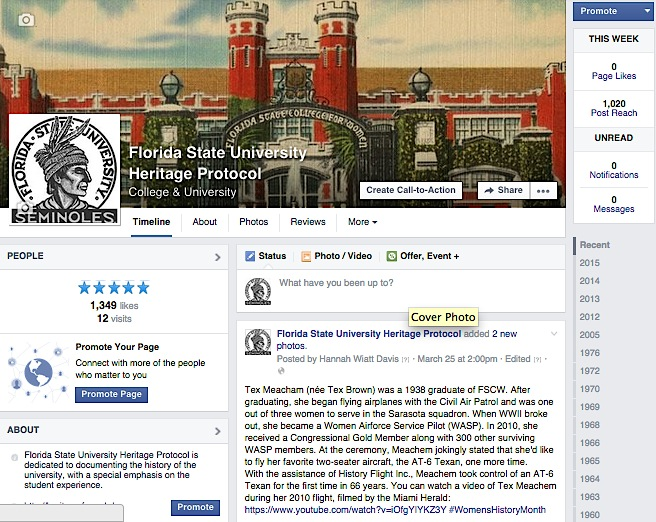 FLORIDA STATE COLLEGE FOR WOMEN
FLORIDA · STATE · UNIVERSITY
SEMINOLES
Florida State University
Heritage Protocol
College & University
Create Call-to-Action
Share
Timeline
About
Photos
Reviews
More
Promote
THIS WEEK
0
Page Likes
1,020
Post Reach
UNREAD
0
Notifications
0
Messages
Recent
2015
2014
2013
2012
2005
1976
1972
1970
1969
1968
1966
1965
1964
1963
1961
1960
PEOPLE
1,349 likes
12 visits
Promote Your Page
Connect with more of the people
who matter to you
Promote Page
ABOUT
Florida State University Heritage Protocol is
dedicated to documenting the history of the
university, with a special emphasis on the
student experience.
Promote
Status
Photo / Video
Offer, Event +
What have you been up to?
Cover Photo
Florida State University Heritage Protocol added 2 new
photos.
Posted by Hannah Wiatt Davis [?] · March 25 at 2:00pm · Edited [?] ·
Tex Meacham (née Tex Brown) was a 1938 graduate of FSCW. After
graduating, she began flying airplanes with the Civil Air Patrol and was one
out of three women to serve in the Sarasota squadron. When WWII broke
out, she became a Women Airforce Service Pilot (WASP). In 2010, she
received a Congressional Gold Member along with 300 other surviving
WASP members. At the ceremony, Meacham jokingly stated that she'd like
to fly her favorite two-seater aircraft, the AT-6 Texan, one more time.
With the assistance of History Flight Inc., Meacham took control of an AT-6
Texan for the first time in 66 years. You can watch a video of Tex Meacham
during her 2010 flight, filmed by the Miami Herald:
https://www.youtube.com/watch?v=iOfgYlYKZ3Y #WomensHistoryMonth